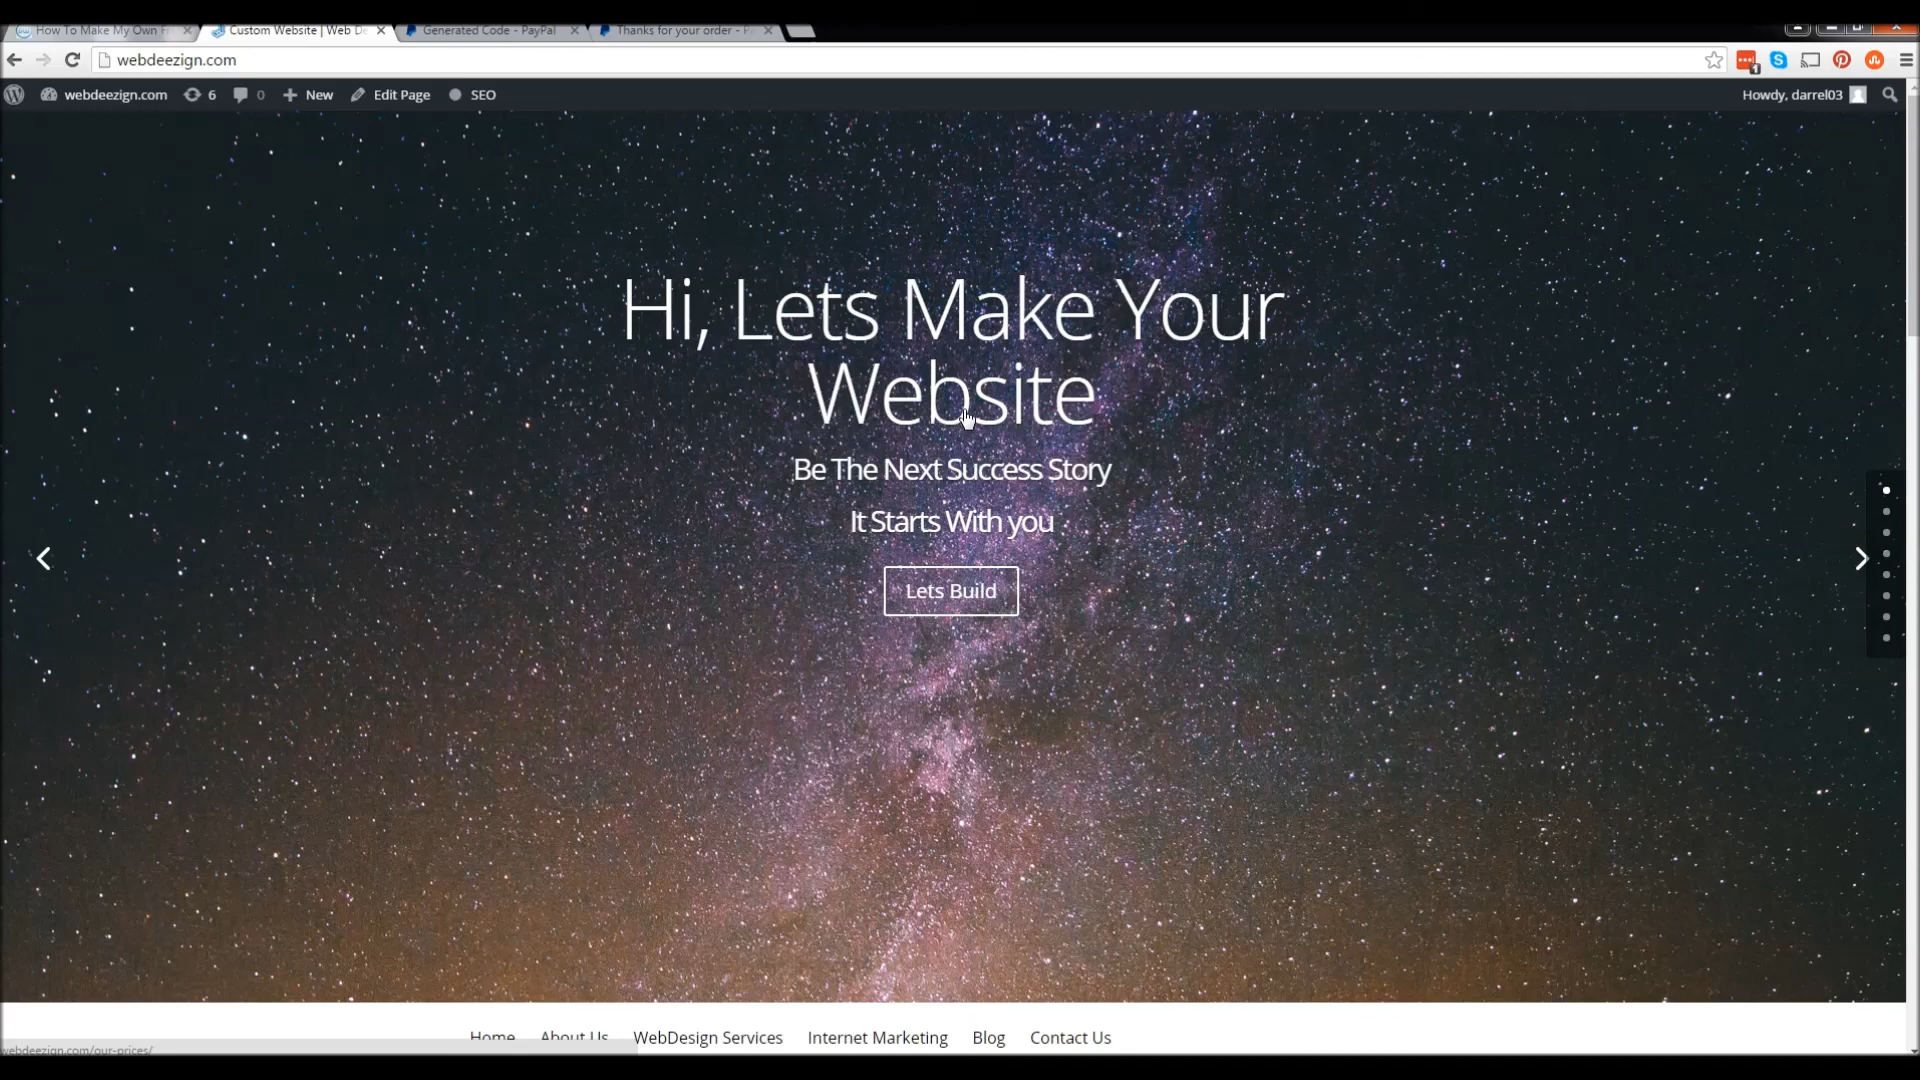 How To Make My Own F
Custom Website | Web De
Generated Code - PayPal
Thanks for your order - P
webdeezign.com
webdeezign.com 6 0 New Edit Page SEO
Howdy, darrel03
Hi, Lets Make Your
Website
Be The Next Success Story
It Starts With you
Lets Build
Home About Us WebDesign Services Internet Marketing Blog Contact Us
webdeezign.com/our-prices/